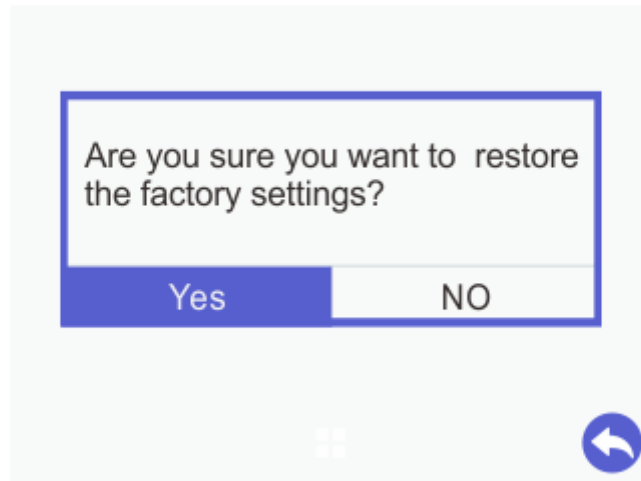 Are you sure you want to  restore
the factory settings?
Yes
NO